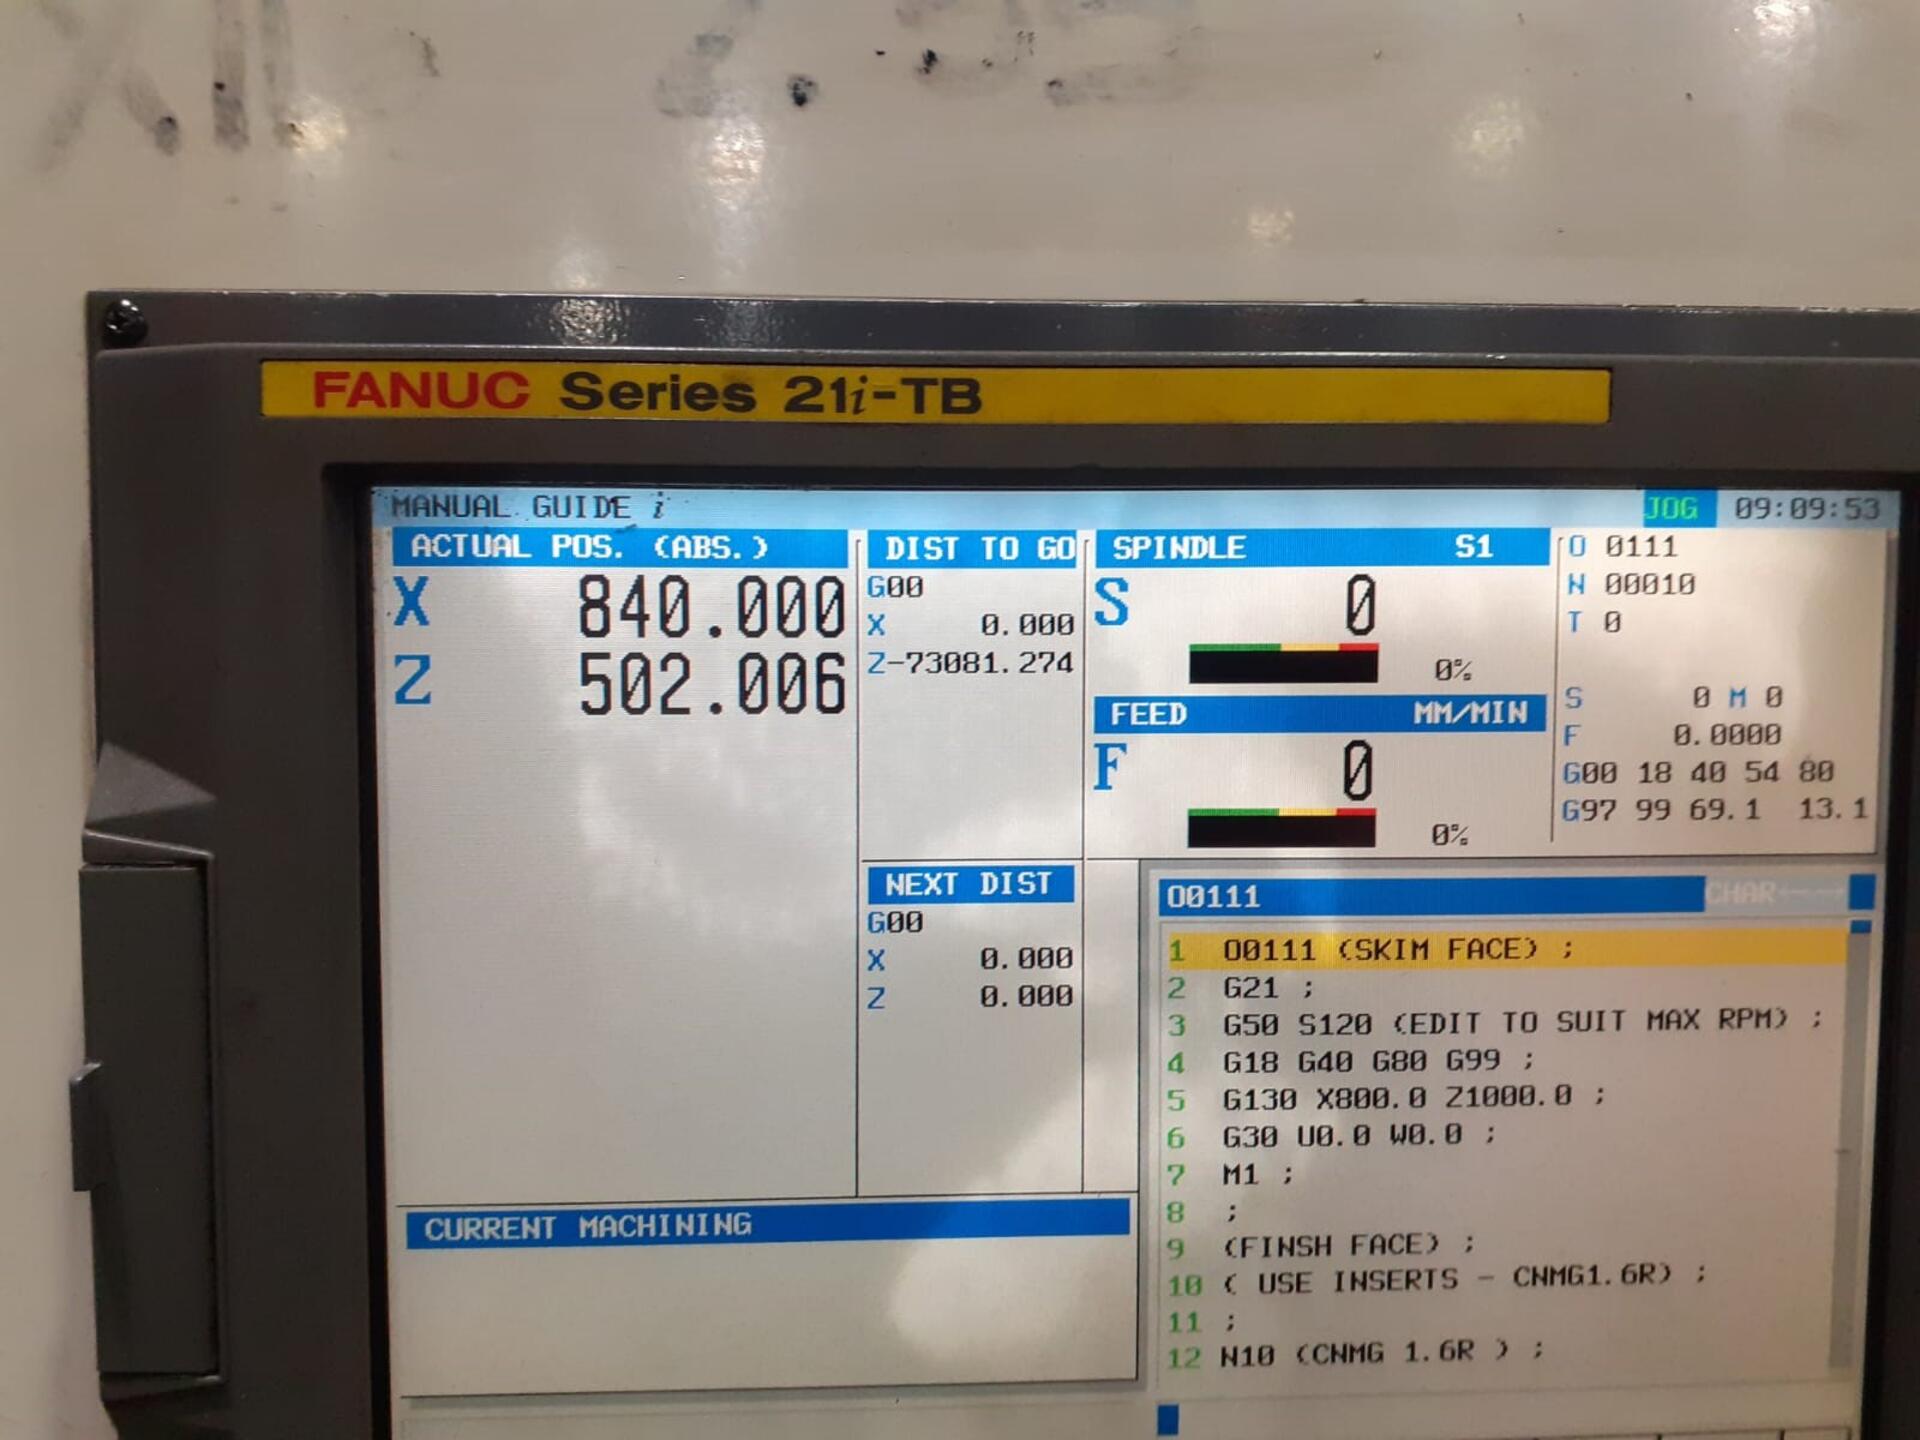 FANUC Series 21i-TB
MANUAL GUIDE i
JOG 09:09:53
ACTUAL POS. (ABS.)
X 840.000
Z 502.006
DIST TO GO
G00
X 0.000
Z-73081.274
SPINDLE S1
S 0
0%
FEED MM/MIN
F 0
0%
O 0111
N 00010
T 0
S 0 M 0
F 0.0000
G00 18 40 54 80
G97 99 69.1 13.1
NEXT DIST
G00
X 0.000
Z 0.000
CURRENT MACHINING
O0111 CHAR
1 O0111 (SKIM FACE) ;
2 G21 ;
3 G50 S120 (EDIT TO SUIT MAX RPM) ;
4 G18 G40 G80 G99 ;
5 G130 X800.0 Z1000.0 ;
6 G30 U0.0 W0.0 ;
7 M1 ;
8 ;
9 (FINSH FACE) ;
10 ( USE INSERTS - CNMG1.6R) ;
11 ;
12 N10 (CNMG 1.6R ) ;